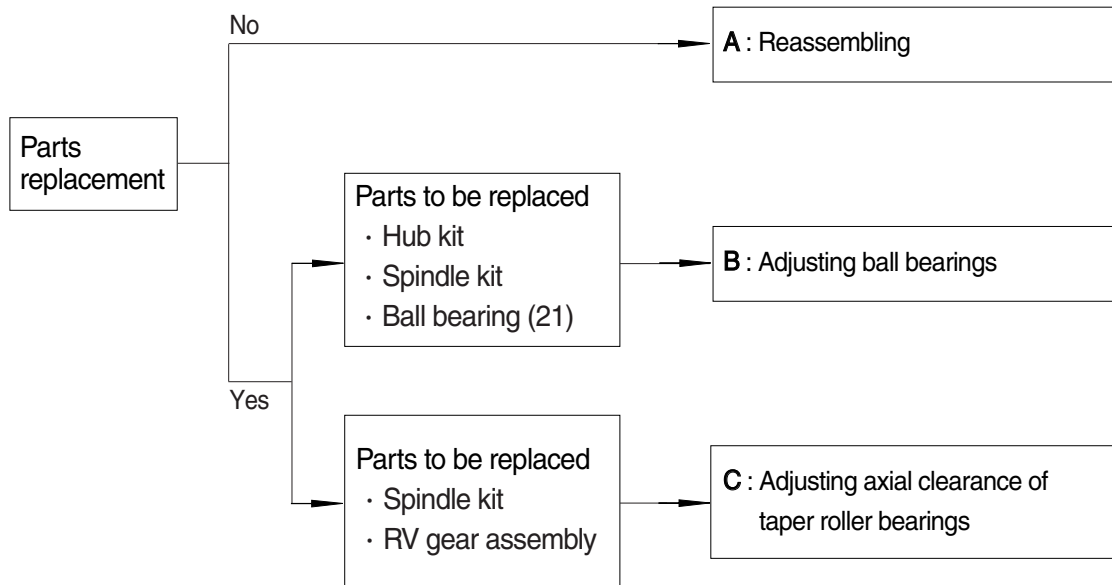 No
A : Reassembling
Parts
replacement
Parts to be replaced
· Hub kit
· Spindle kit
· Ball bearing (21)
B : Adjusting ball bearings
Yes
Parts to be replaced
· Spindle kit
· RV gear assembly
C : Adjusting axial clearance of
taper roller bearings